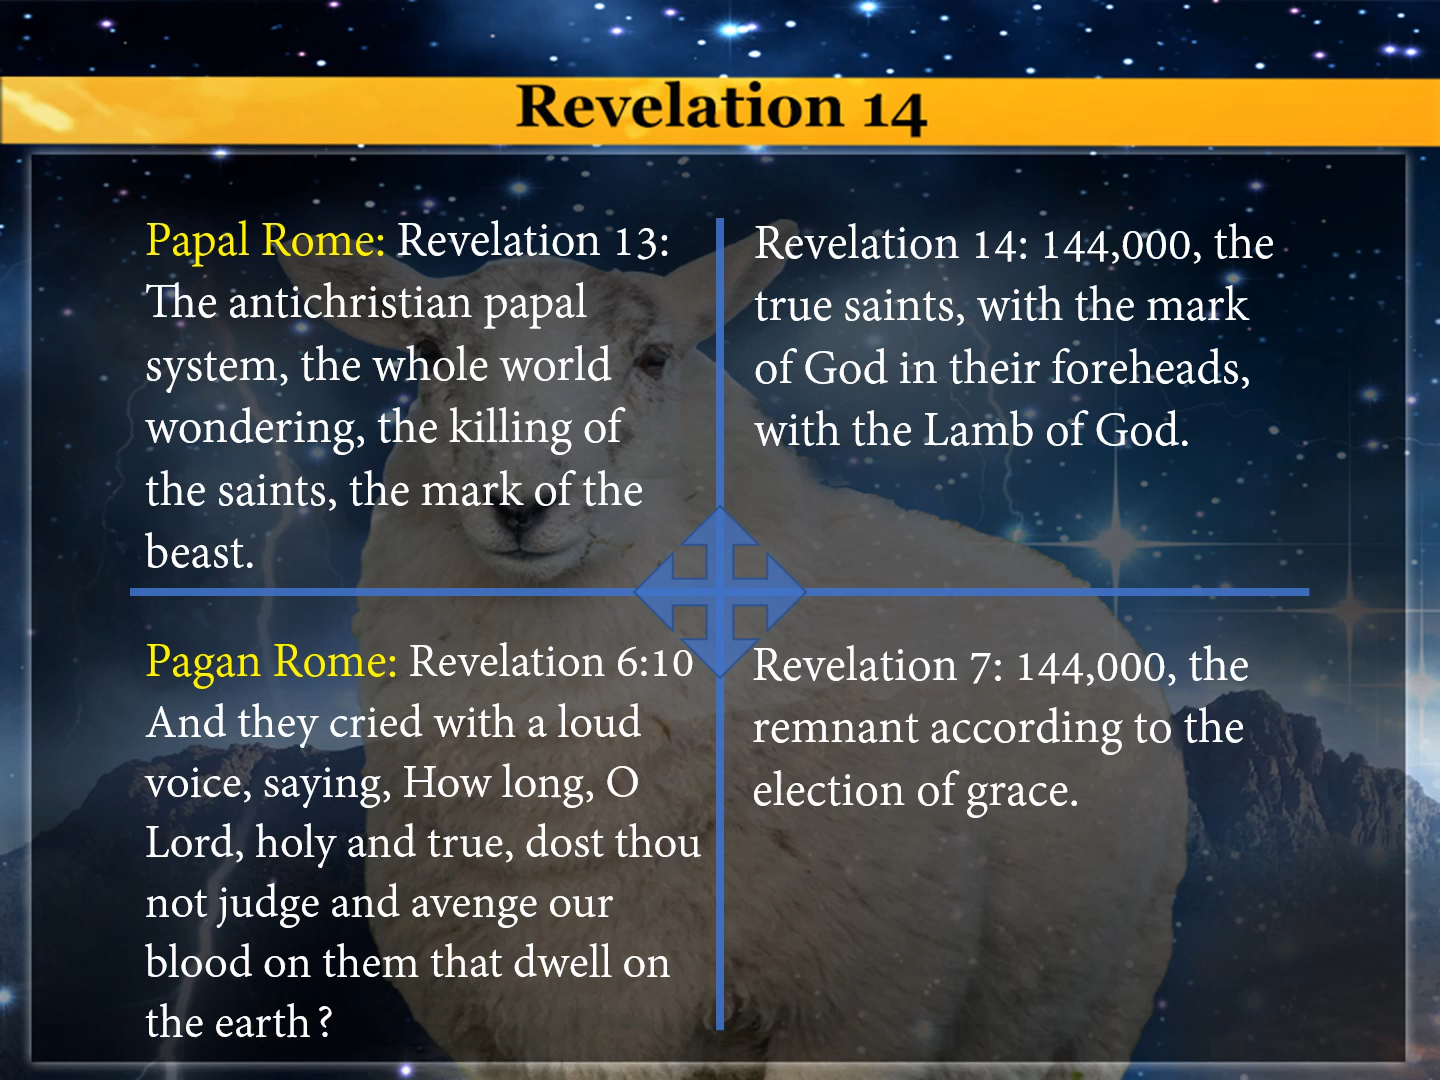 Revelation 14
Papal Rome: Revelation 13:
The antichristian papal
system, the whole world
wondering, the killing of
the saints, the mark of the
beast.
Revelation 14: 144,000, the
true saints, with the mark
of God in their foreheads,
with the Lamb of God.
Pagan Rome: Revelation 6:10
And they cried with a loud
voice, saying, How long, O
Lord, holy and true, dost thou
not judge and avenge our
blood on them that dwell on
the earth?
Revelation 7: 144,000, the
remnant according to the
election of grace.